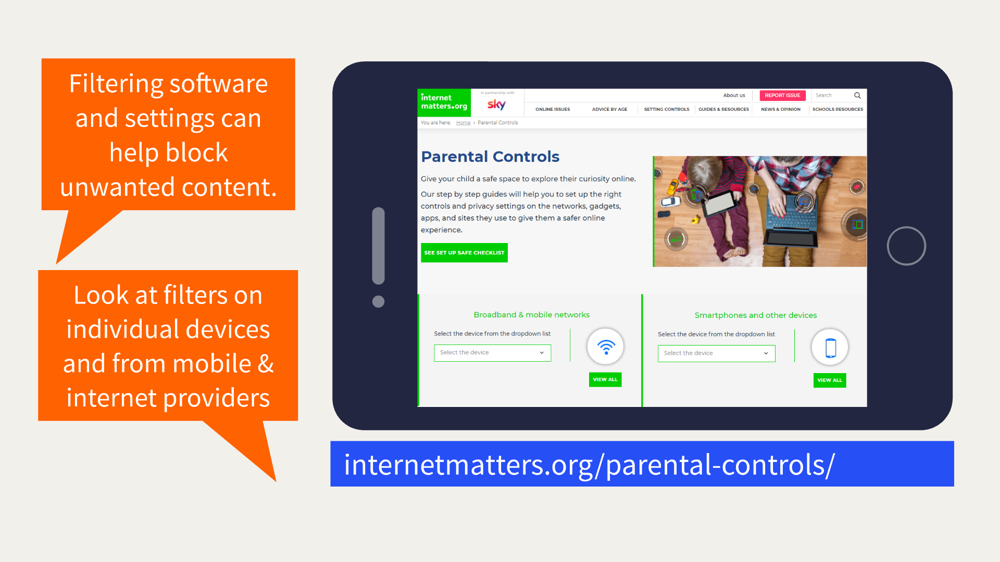 Filtering software
and settings can
help block
unwanted content.
Look at filters on
individual devices
and from mobile &
internet providers
internet
matters.org
In partnership with
sky
About us
REPORT ISSUE
Search
ONLINE ISSUES
ADVICE BY AGE
SETTING CONTROLS
GUIDES & RESOURCES
NEWS & OPINION
SCHOOLS RESOURCES
You are here: Home › Parental Controls
Parental Controls
Give your child a safe space to explore their curiosity online.
Our step by step guides will help you to set up the right
controls and privacy settings on the networks, gadgets,
apps, and sites they use to give them a safer online
experience.
SEE SET UP SAFE CHECKLIST
Broadband & mobile networks
Select the device from the dropdown list
Select the device
VIEW ALL
Smartphones and other devices
Select the device from the dropdown list
Select the device
VIEW ALL
internetmatters.org/parental-controls/